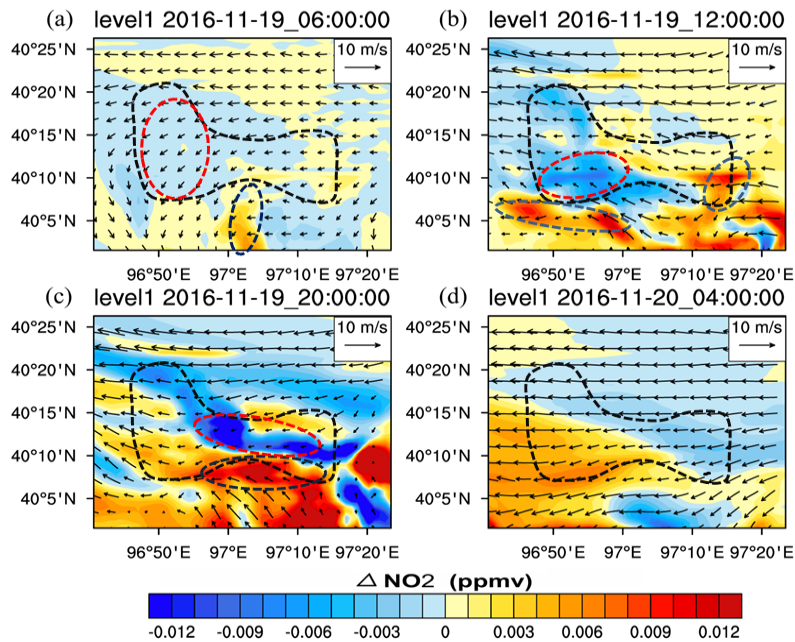 (a) level1 2016-11-19_06:00:00
(b) level1 2016-11-19_12:00:00
10 m/s
10 m/s
40°25'N
40°20'N
40°15'N
40°10'N
40°5'N
40°25'N
40°20'N
40°15'N
40°10'N
40°5'N
96°50'E 97°E 97°10'E 97°20'E
96°50'E 97°E 97°10'E 97°20'E
(c) level1 2016-11-19_20:00:00
(d) level1 2016-11-20_04:00:00
10 m/s
10 m/s
40°25'N
40°20'N
40°15'N
40°10'N
40°5'N
40°25'N
40°20'N
40°15'N
40°10'N
40°5'N
96°50'E 97°E 97°10'E 97°20'E
96°50'E 97°E 97°10'E 97°20'E
△ NO2 (ppmv)
-0.012 -0.009 -0.006 -0.003 0 0.003 0.006 0.009 0.012